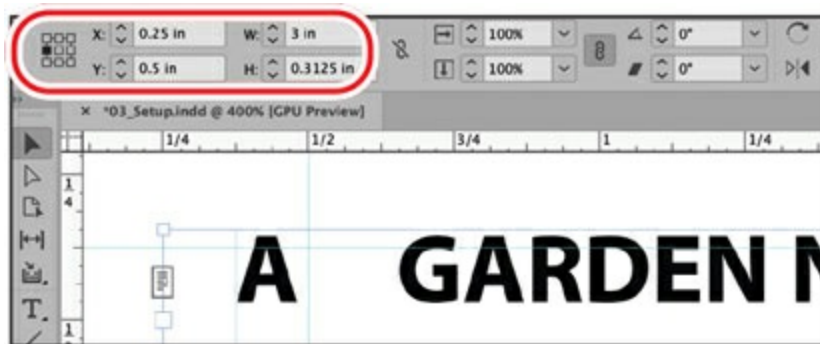 X: 0.25 in W: 3 in 100% 0°
Y: 0.5 in H: 0.3125 in 100% 0°
× *03_Setup.indd @ 400% [GPU Preview]
1/4 1/2 3/4 1 1/4
1
4
A GARDEN N
T.
1